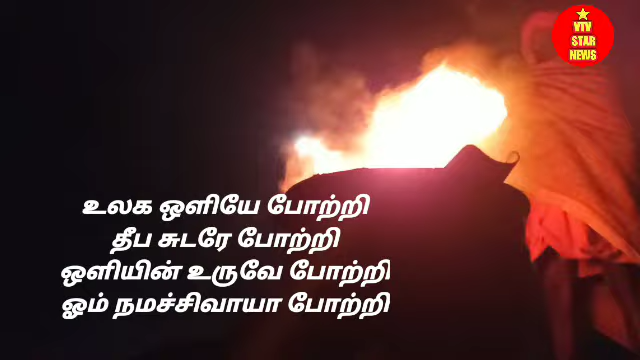 VTV
STAR
NEWS
உலக ஒளியே போற்றி
தீப சுடரே போற்றி
ஒளியின் உருவே போற்றி
ஓம் நமச்சிவாயா போற்றி